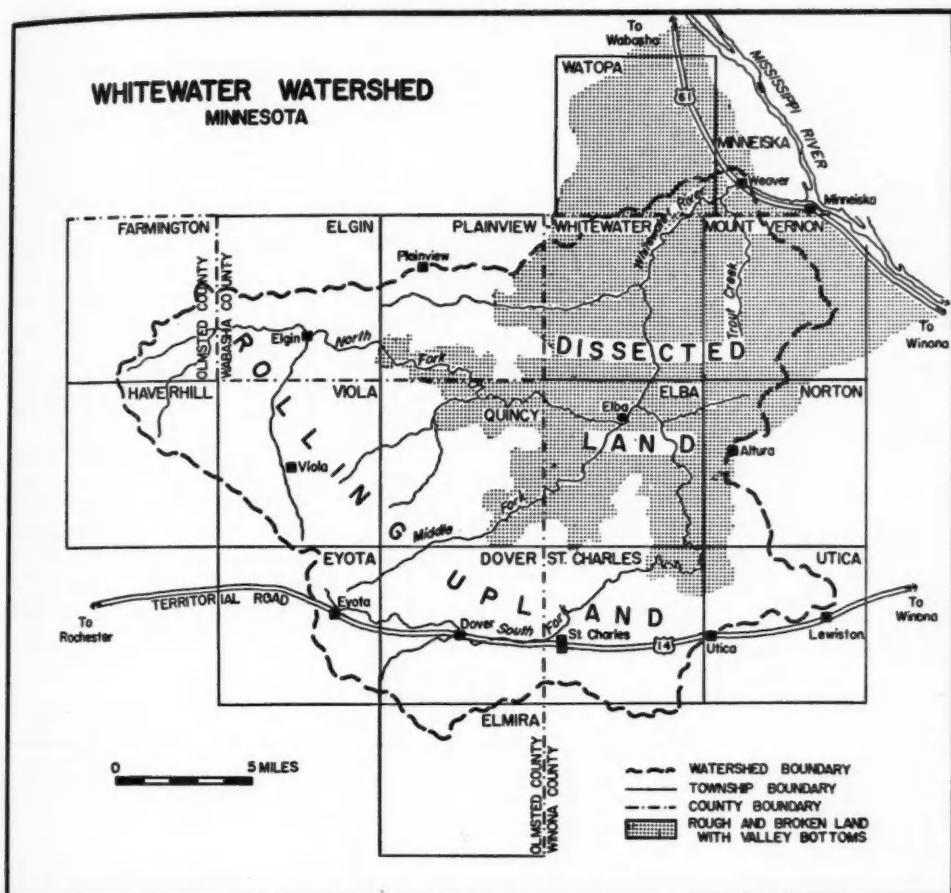 WHITEWATER WATERSHED
MINNESOTA
To
Wabasha
WATOPA
61
MISSISSIPPI RIVER
MINNEISKA
Weaver
Minneiska
Whitewater River
FARMINGTON
ELGIN
PLAINVIEW
WHITEWATER
MOUNT VERNON
Plainview
OLMSTED COUNTY
WABASHA COUNTY
Trout Creek
To
Winona
Elgin
North Fork
ROLLING
DISSECTED
HAVERHILL
VIOLA
QUINCY
ELBA
NORTON
Elba
LAND
Altura
Viola
Middle Fork
EYOTA
DOVER
ST. CHARLES
UTICA
UPLAND
TERRITORIAL ROAD
To
Rochester
Eyota
Dover
South Fork
St. Charles
14
Utica
Lewiston
To
Winona
ELMIRA
OLMSTED COUNTY
WINONA COUNTY
0 5 MILES
WATERSHED BOUNDARY
TOWNSHIP BOUNDARY
COUNTY BOUNDARY
ROUGH AND BROKEN LAND
WITH VALLEY BOTTOMS